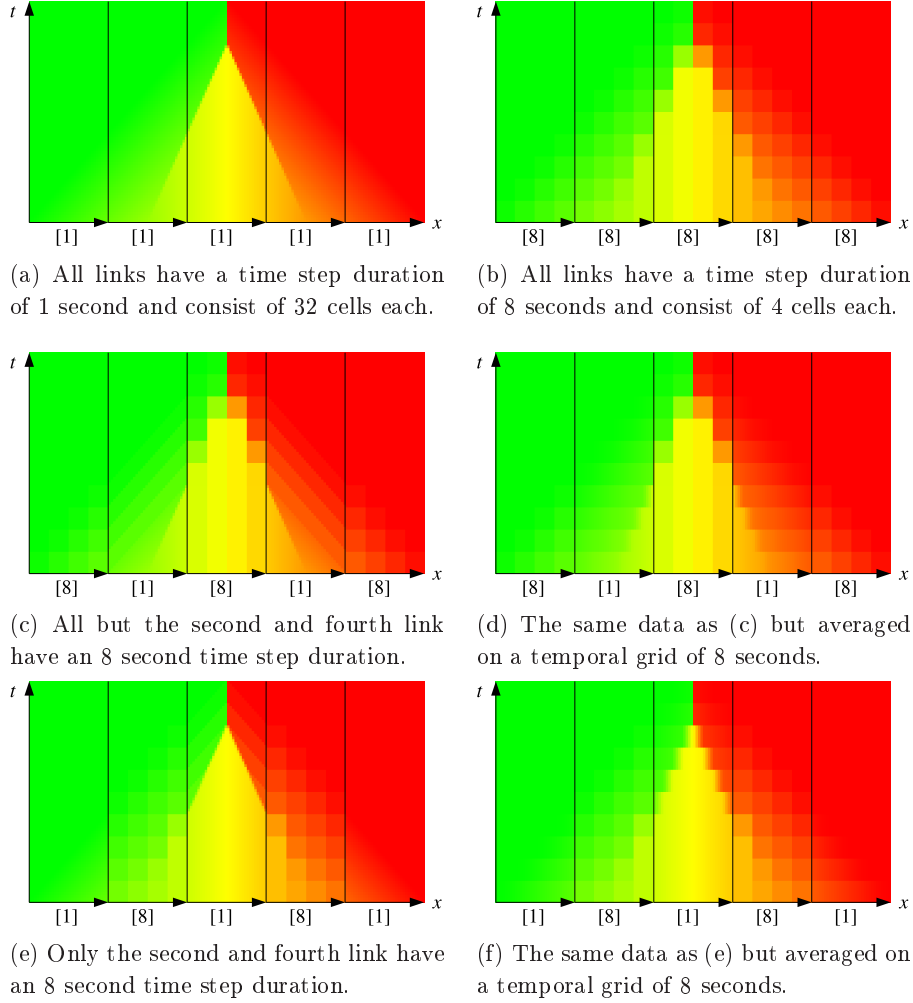 t
x
[1] [1] [1] [1] [1]
(a) All links have a time step duration
of 1 second and consist of 32 cells each.
t
x
[8] [8] [8] [8] [8]
(b) All links have a time step duration
of 8 seconds and consist of 4 cells each.
t
x
[8] [1] [8] [1] [8]
(c) All but the second and fourth link
have an 8 second time step duration.
t
x
[8] [1] [8] [1] [8]
(d) The same data as (c) but averaged
on a temporal grid of 8 seconds.
t
x
[1] [8] [1] [8] [1]
(e) Only the second and fourth link have
an 8 second time step duration.
t
x
[1] [8] [1] [8] [1]
(f) The same data as (e) but averaged on
a temporal grid of 8 seconds.